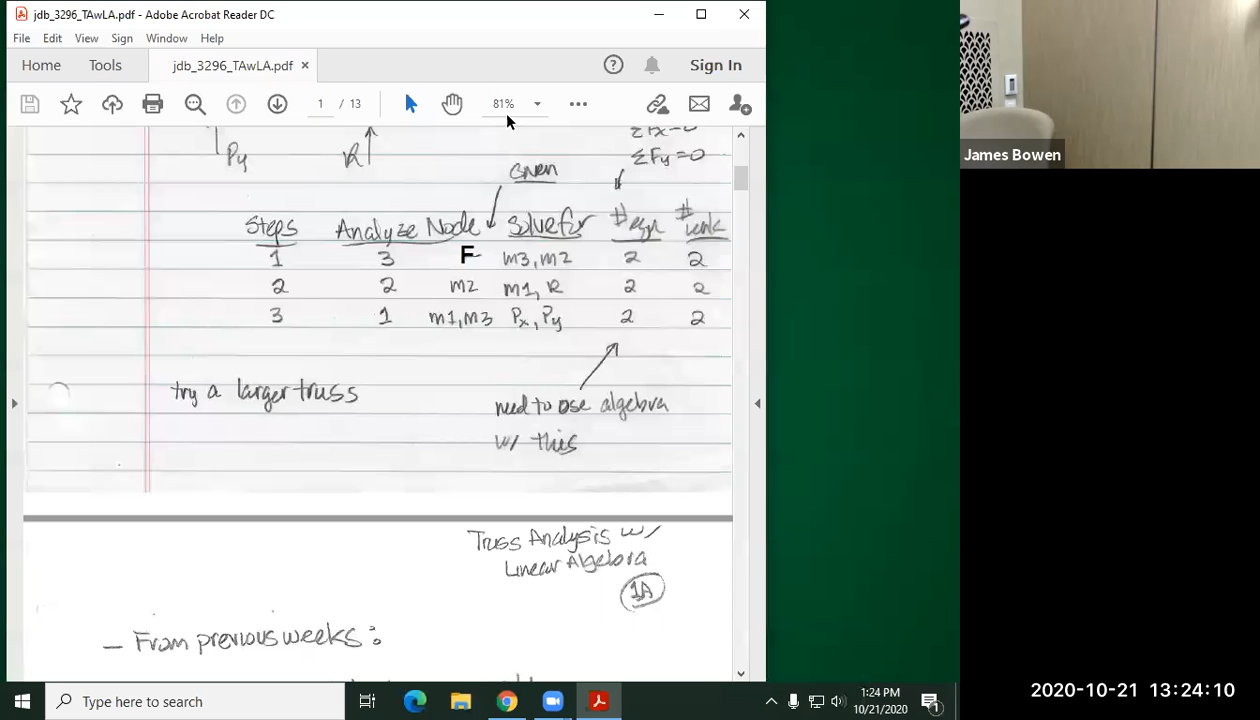 jdb_3296_TAwLA.pdf - Adobe Acrobat Reader DC
File Edit View Sign Window Help
Home Tools jdb_3296_TAwLA.pdf × Sign In
1 / 13 81%
ΣFx=0
Py R ΣFy=0
Given
Steps Analyze Node Solve for #eqn #unk
1 3 F m3, m2 2 2
2 2 m2 m1, R 2 2
3 1 m1, m3 Px, Py 2 2
try a larger truss
need to use algebra
w/ this
Truss Analysis w/
Linear Algebra
1A
– From previous weeks :
James Bowen
Type here to search
1:24 PM
10/21/2020
1
2020-10-21 13:24:10